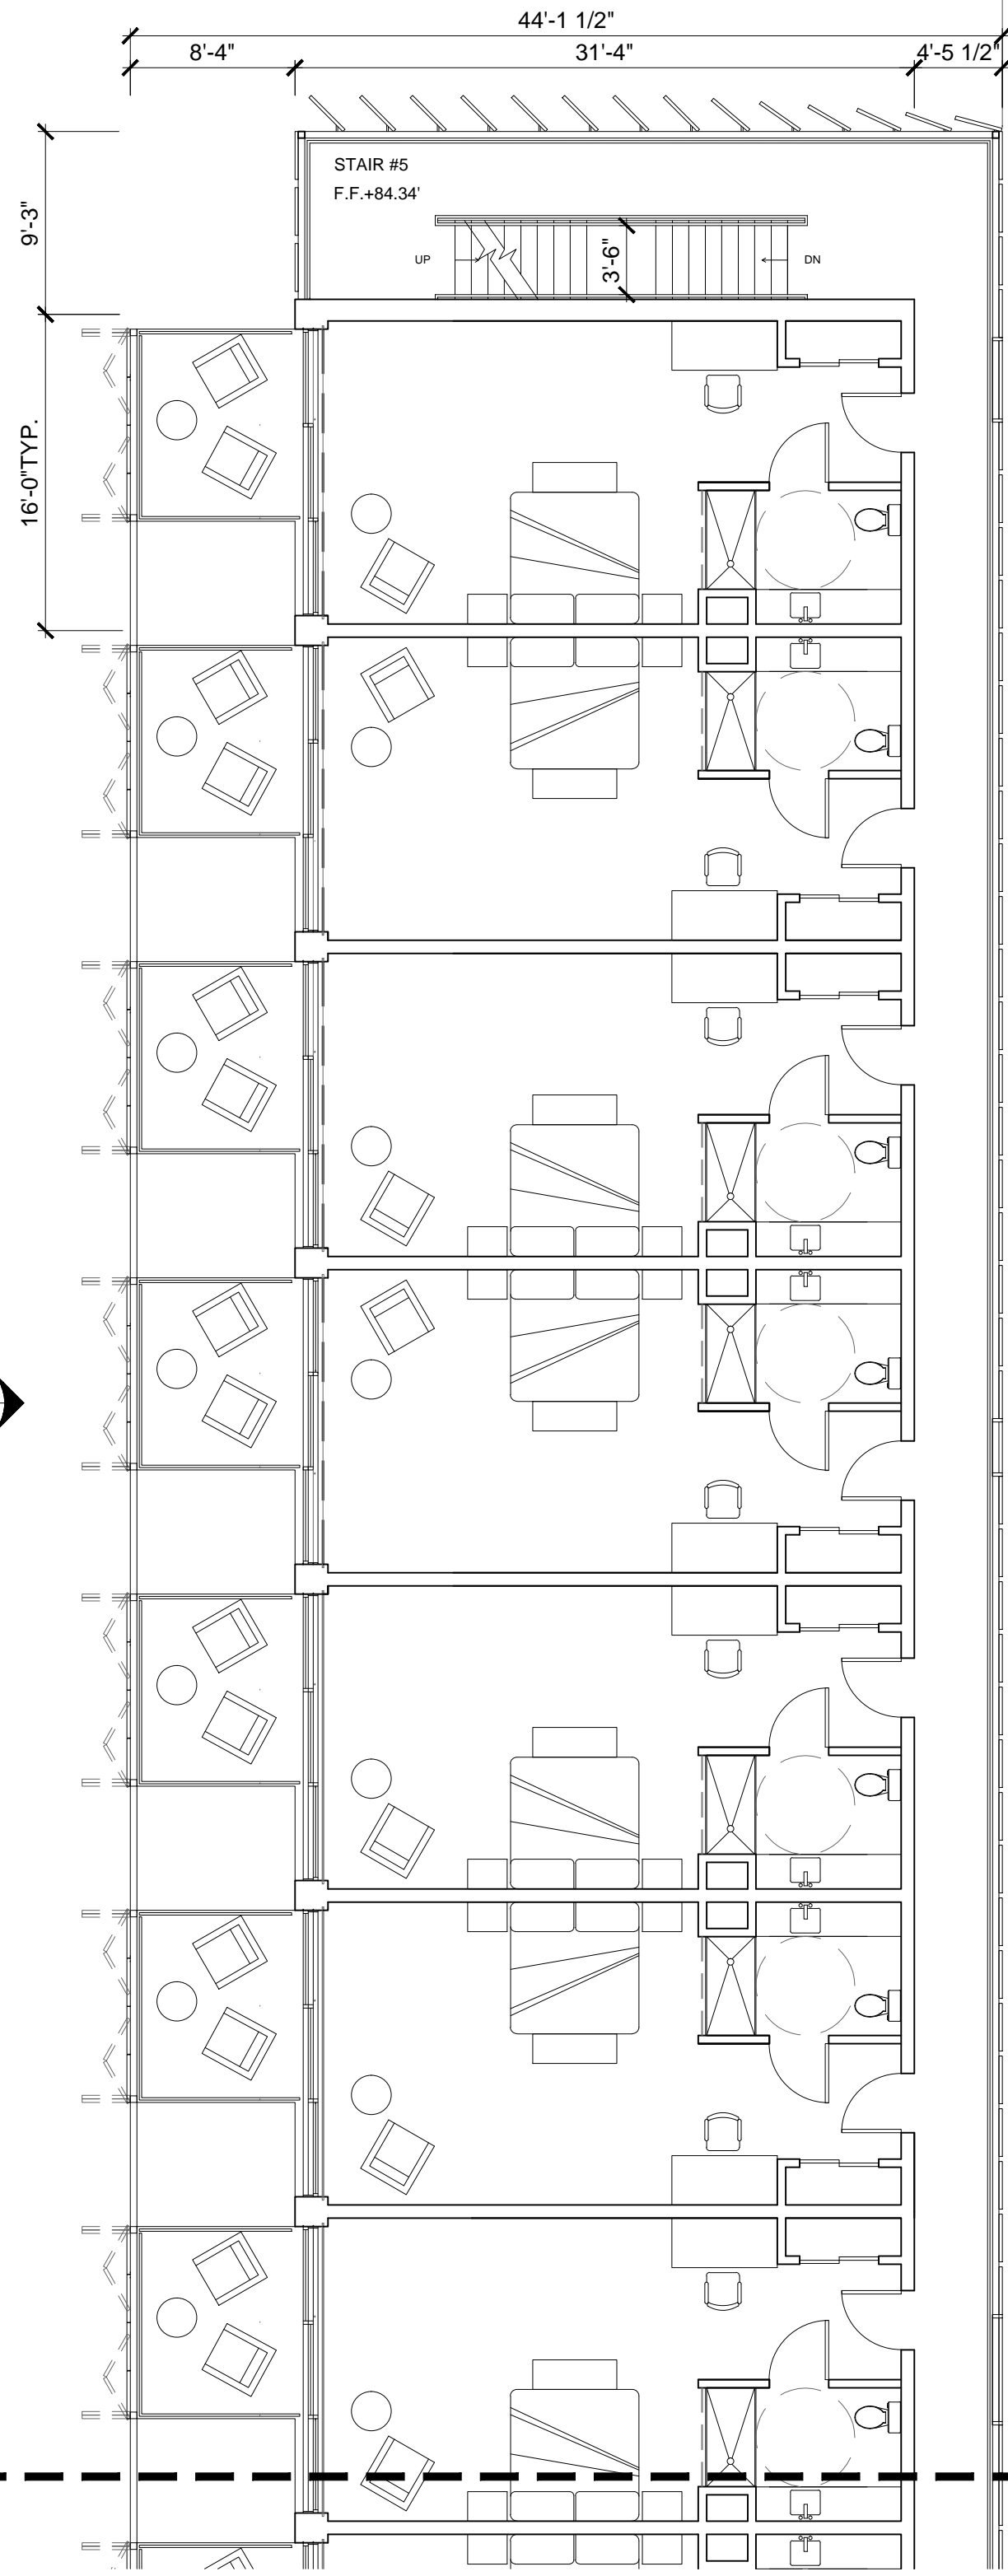 44'-1 1/2"
8'-4" 31'-4" 4'-5 1/2"
STAIR #5
F.F.+84.34'
9'-3"
UP
3'-6"
DN
16'-0"TYP.